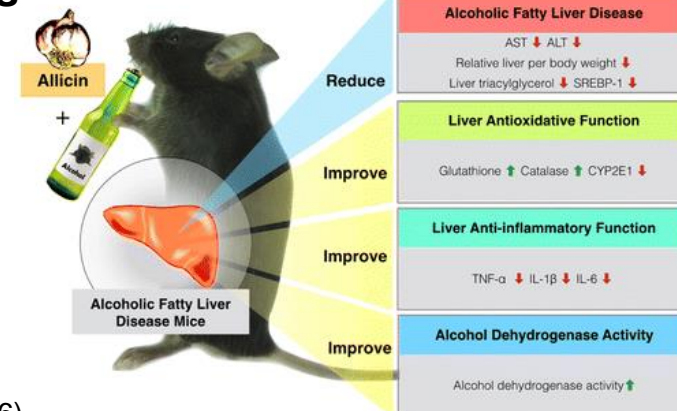 Allicin
+
Alcohol
Alcoholic Fatty Liver
Disease Mice
Reduce
Improve
Improve
Improve
Alcoholic Fatty Liver Disease
AST ⬇ ALT ⬇
Relative liver per body weight ⬇
Liver triacylglycerol ⬇ SREBP-1 ⬇
Liver Antioxidative Function
Glutathione ⬆ Catalase ⬆ CYP2E1 ⬇
Liver Anti-inflammatory Function
TNF-α ⬇ IL-1β ⬇ IL-6 ⬇
Alcohol Dehydrogenase Activity
Alcohol dehydrogenase activity⬆
6)